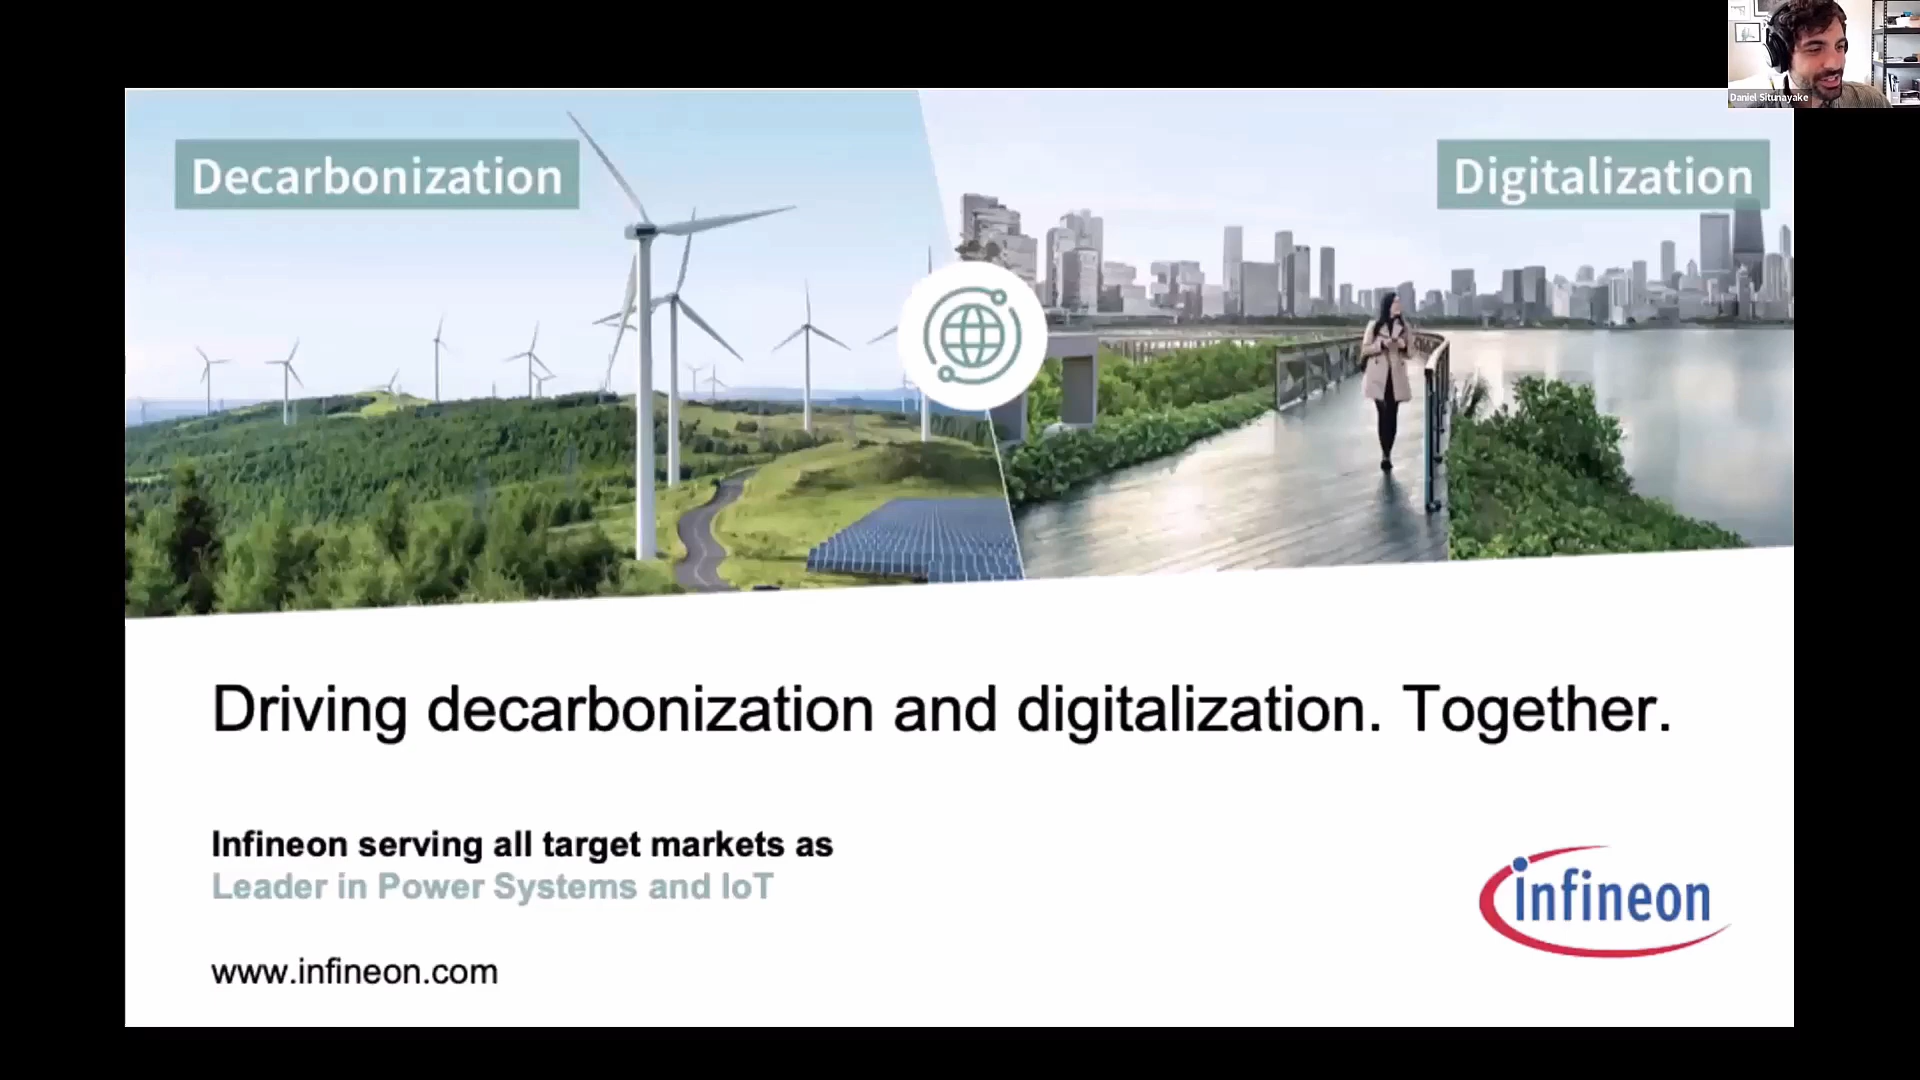 Daniel Situnayake
Decarbonization
Digitalization
Driving decarbonization and digitalization. Together.
Infineon serving all target markets as
Leader in Power Systems and IoT
infineon
www.infineon.com